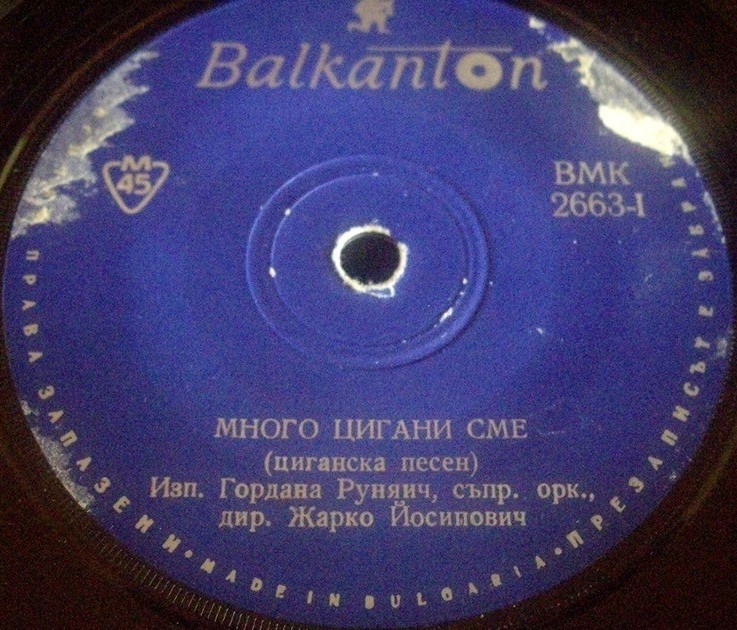 Balkanton
М
45
ВМК
2663-I
МНОГО ЦИГАНИ СМЕ
(циганска песен)
Изп. Гордана Руняич, съпр. орк.,
дир. Жарко Йосипович
ПРАВА ЗАПАЗЕНИ • MADE IN BULGARIA • ПРЕЗАПИСЪТ Е ЗАБРА